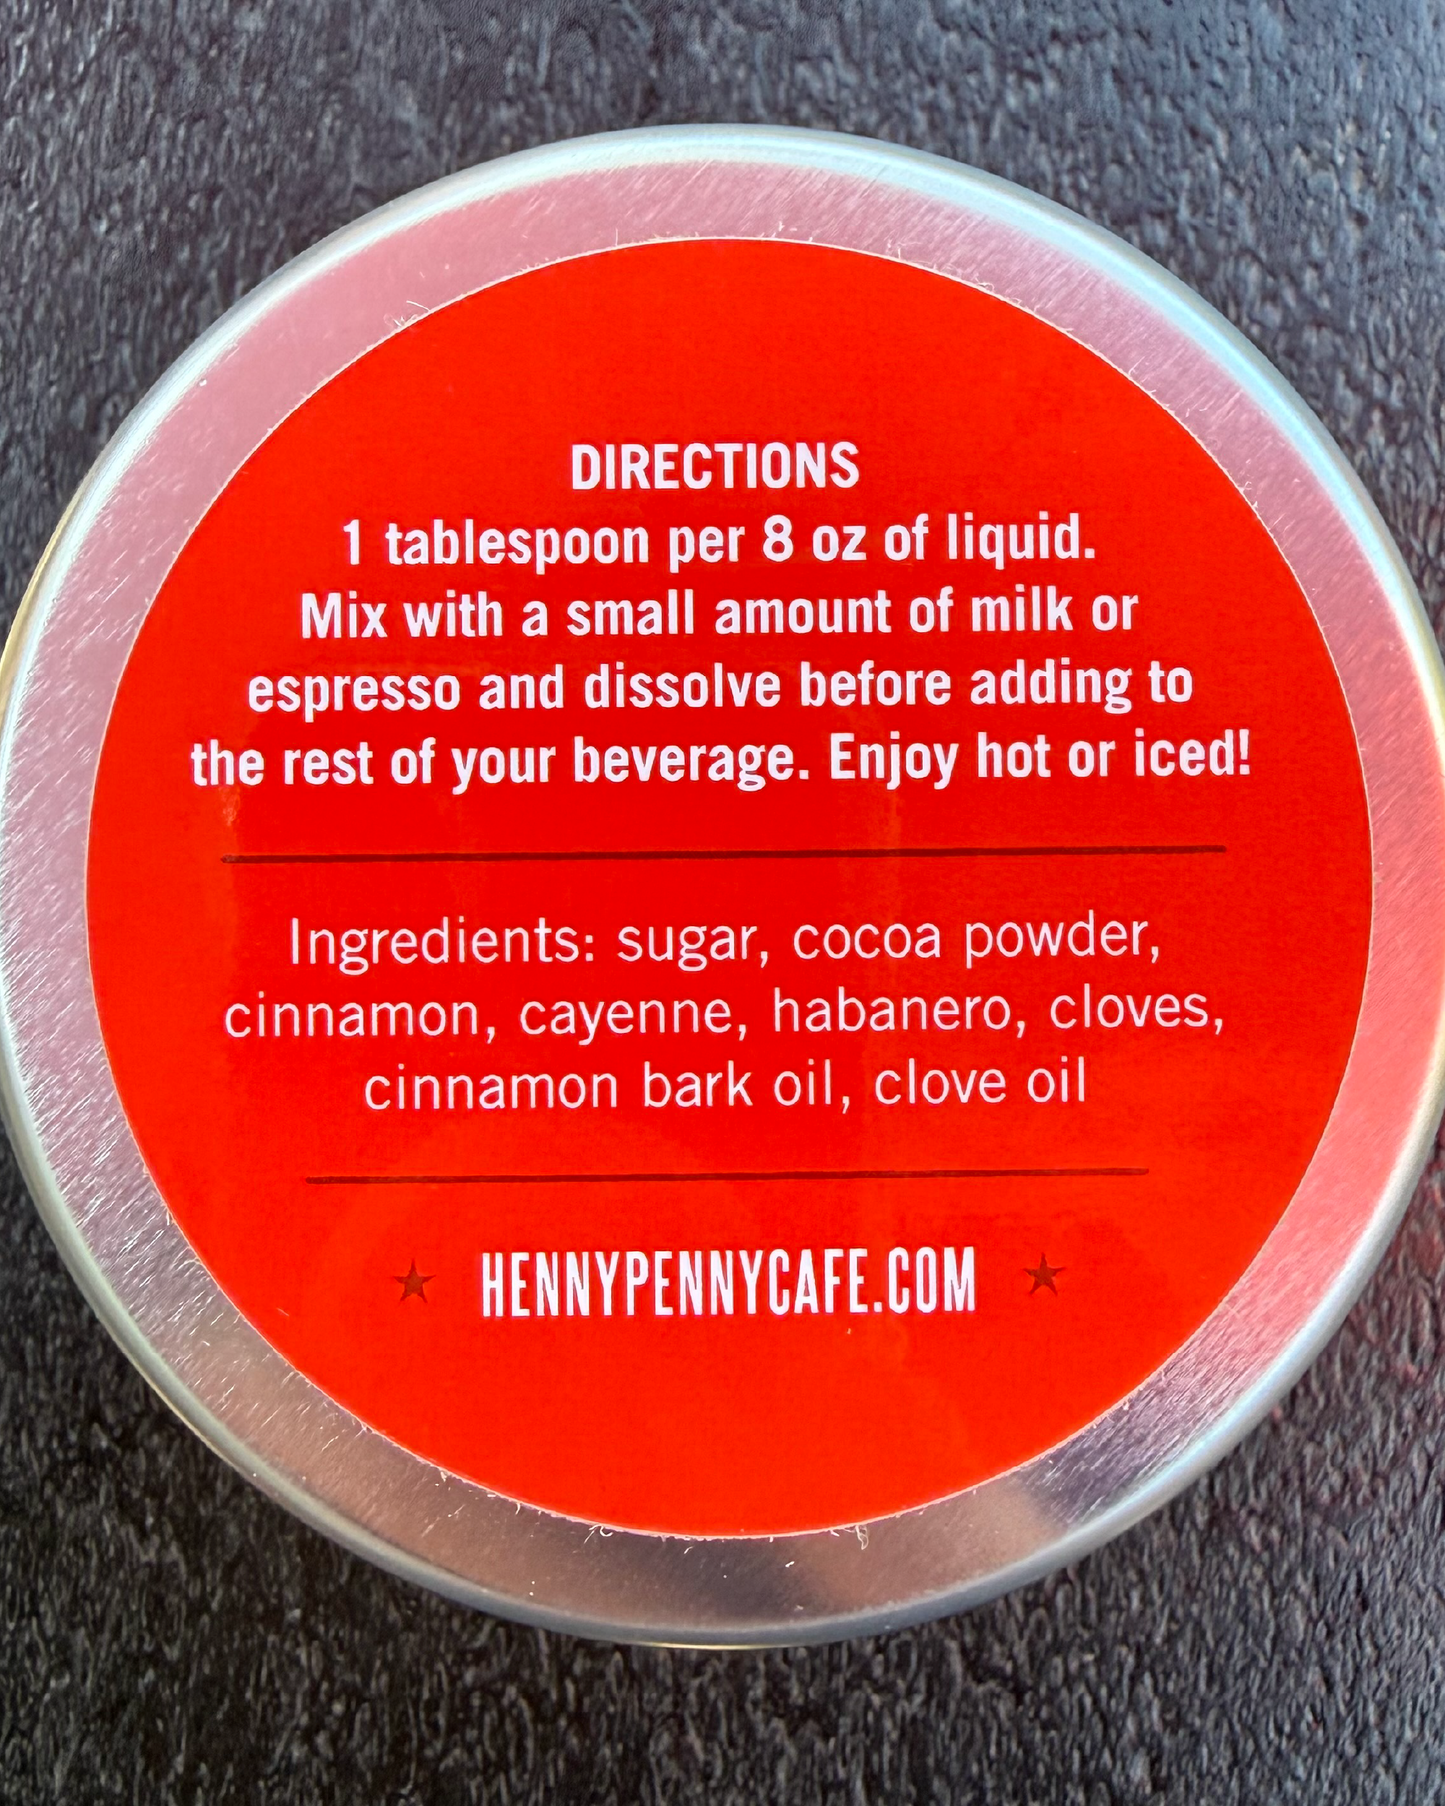 DIRECTIONS
1 tablespoon per 8 oz of liquid.
Mix with a small amount of milk or
espresso and dissolve before adding to
the rest of your beverage. Enjoy hot or iced!
Ingredients: sugar, cocoa powder,
cinnamon, cayenne, habanero, cloves,
cinnamon bark oil, clove oil
HENNYPENNYCAFE.COM